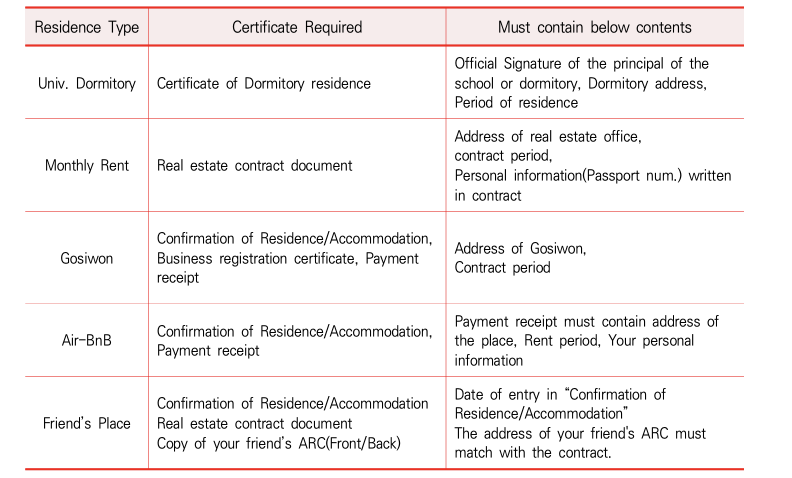 Residence Type
Certificate Required
Must contain below contents
Univ. Dormitory
Certificate of Dormitory residence
Official Signature of the principal of the
school or dormitory, Dormitory address,
Period of residence
Monthly Rent
Real estate contract document
Address of real estate office,
contract period,
Personal information(Passport num.) written
in contract
Gosiwon
Confirmation of Residence/Accommodation,
Business registration certificate, Payment
receipt
Address of Gosiwon,
Contract period
Air-BnB
Confirmation of Residence/Accommodation,
Payment receipt
Payment receipt must contain address of
the place, Rent period, Your personal
information
Friend's Place
Confirmation of Residence/Accommodation
Real estate contract document
Copy of your friend's ARC(Front/Back)
Date of entry in “Confirmation of
Residence/Accommodation”
The address of your friend's ARC must
match with the contract.